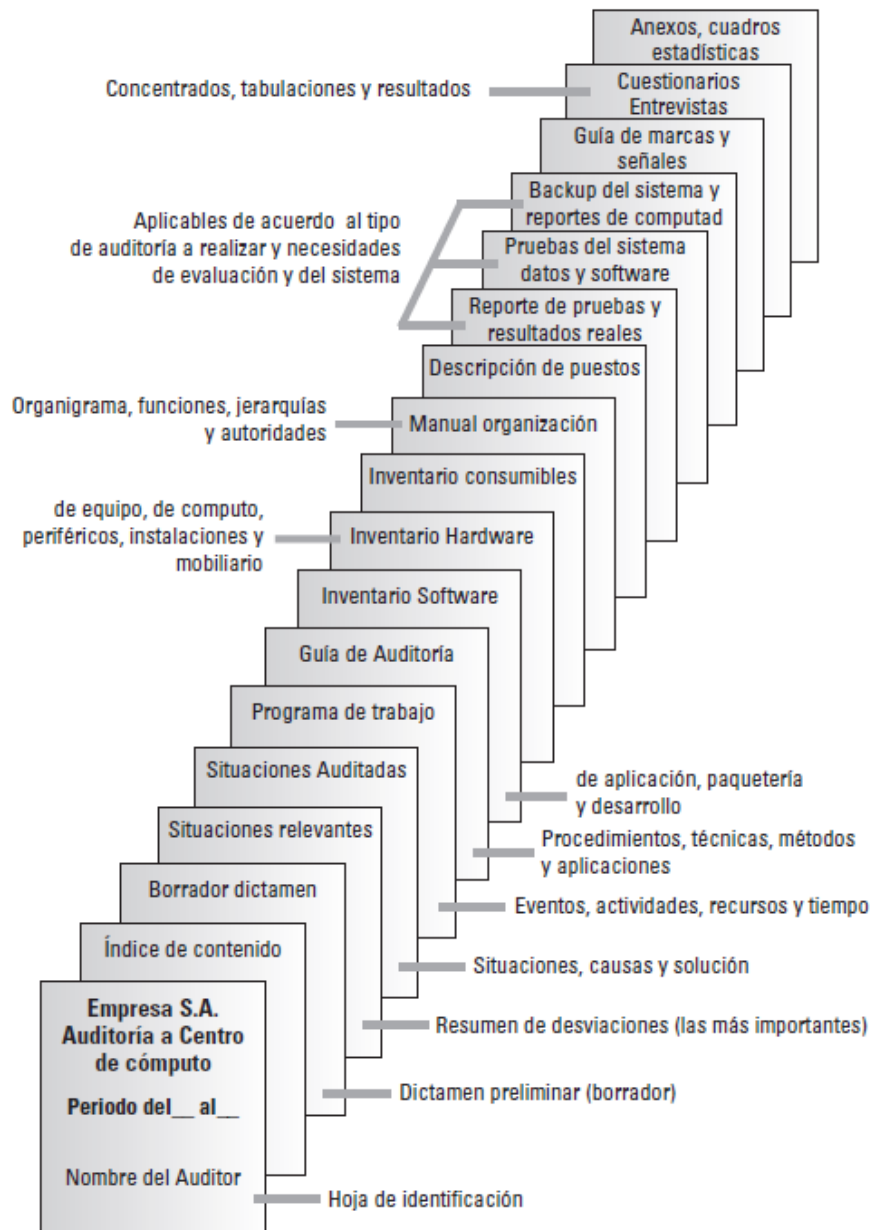 Anexos, cuadros
estadísticas
Concentrados, tabulaciones y resultados
Cuestionarios
Entrevistas
Guía de marcas y
señales
Backup del sistema y
reportes de computad
Aplicables de acuerdo al tipo
de auditoría a realizar y necesidades
de evaluación y del sistema
Pruebas del sistema
datos y software
Reporte de pruebas y
resultados reales
Descripción de puestos
Organigrama, funciones, jerarquías
y autoridades
Manual organización
Inventario consumibles
de equipo, de computo,
periféricos, instalaciones y
mobiliario
Inventario Hardware
Inventario Software
Guía de Auditoría
Programa de trabajo
Situaciones Auditadas
de aplicación, paquetería
y desarrollo
Situaciones relevantes
Procedimientos, técnicas, métodos
y aplicaciones
Borrador dictamen
Eventos, actividades, recursos y tiempo
Índice de contenido
Situaciones, causas y solución
Empresa S.A.
Auditoría a Centro
de cómputo
Resumen de desviaciones (las más importantes)
Periodo del__ al__
Dictamen preliminar (borrador)
Nombre del Auditor
Hoja de identificación